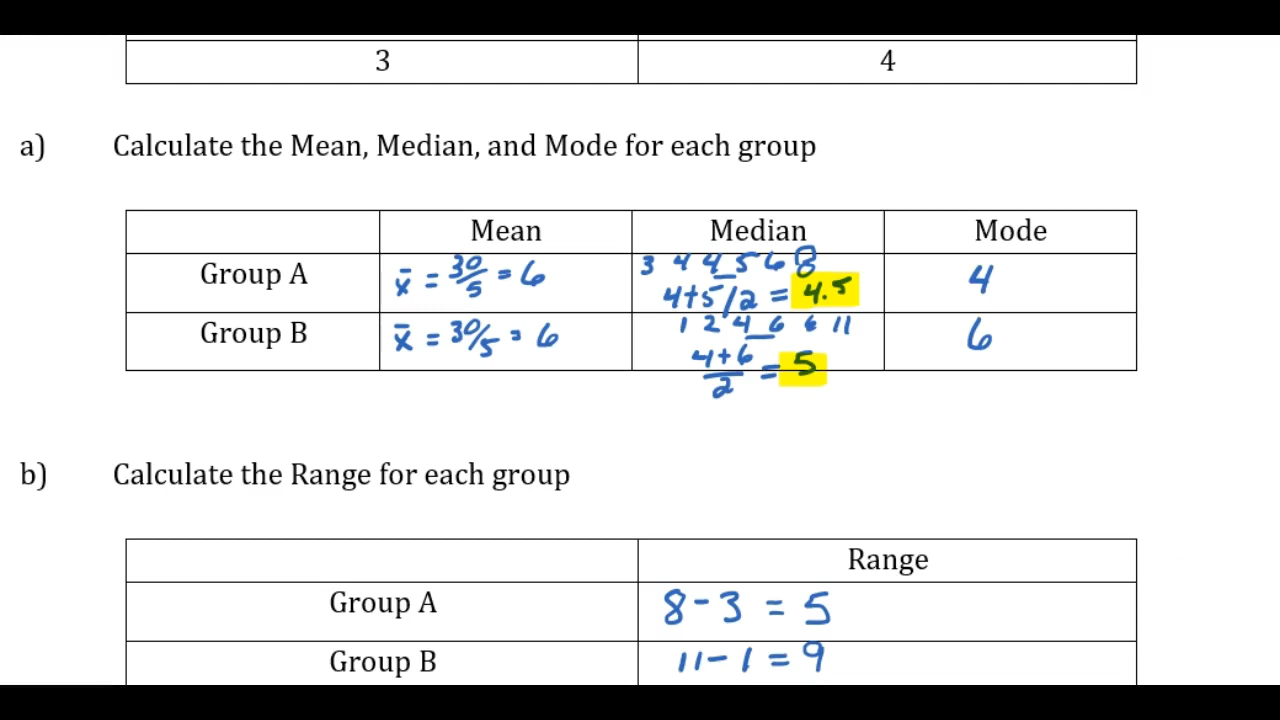 3 4
a) Calculate the Mean, Median, and Mode for each group
Mean Median Mode
Group A x̄ = 30/5 = 6 3 4 4 5 6 8 4
4+5/2 = 4.5
Group B x̄ = 30/5 = 6 1 2 4 6 6 11 6
4+6/2 = 5
b) Calculate the Range for each group
Range
Group A 8-3 = 5
Group B 11-1 = 9